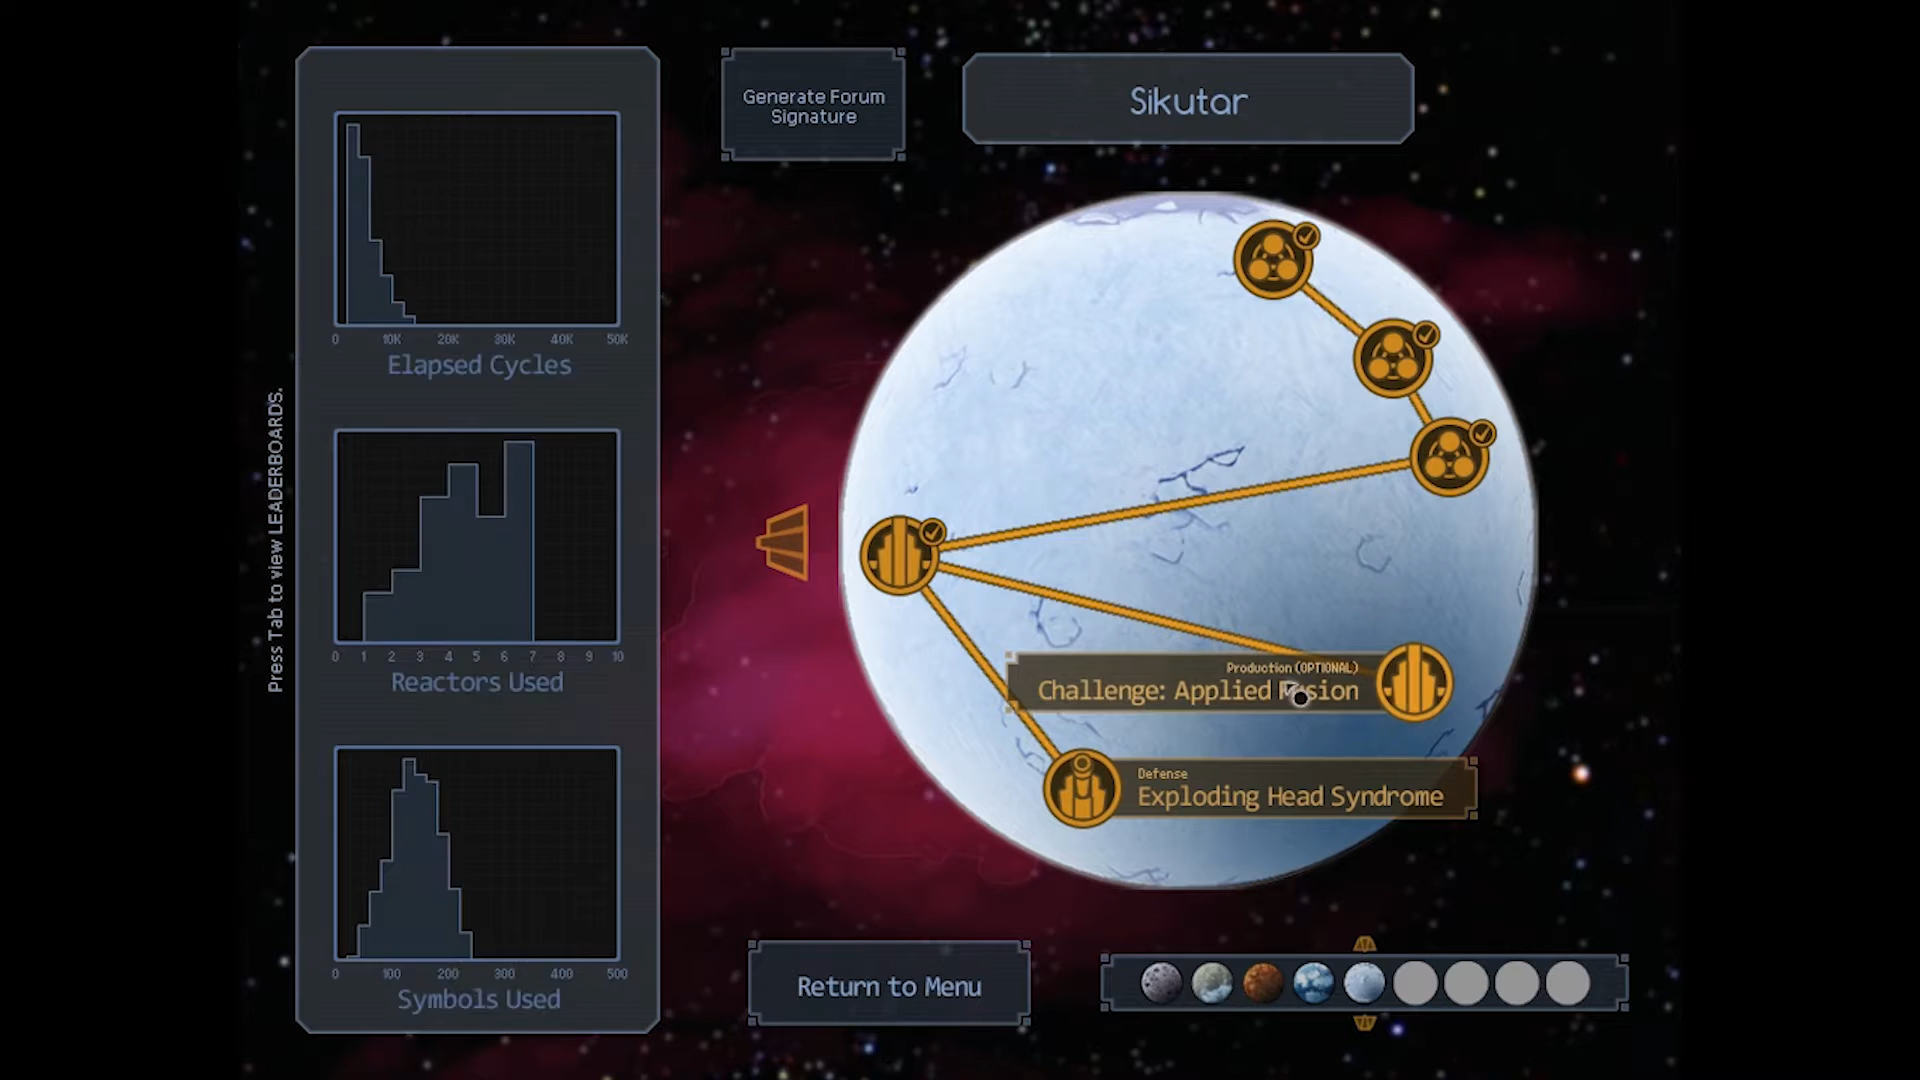 Press Tab to view LEADERBOARDS.
0 10K 20K 30K 40K 50K
Elapsed Cycles
0 1 2 3 4 5 6 7 8 9 10
Reactors Used
0 100 200 300 400 500
Symbols Used
Generate Forum
Signature
Sikutar
Production (OPTIONAL)
Challenge: Applied Fusion
Defense
Exploding Head Syndrome
Return to Menu